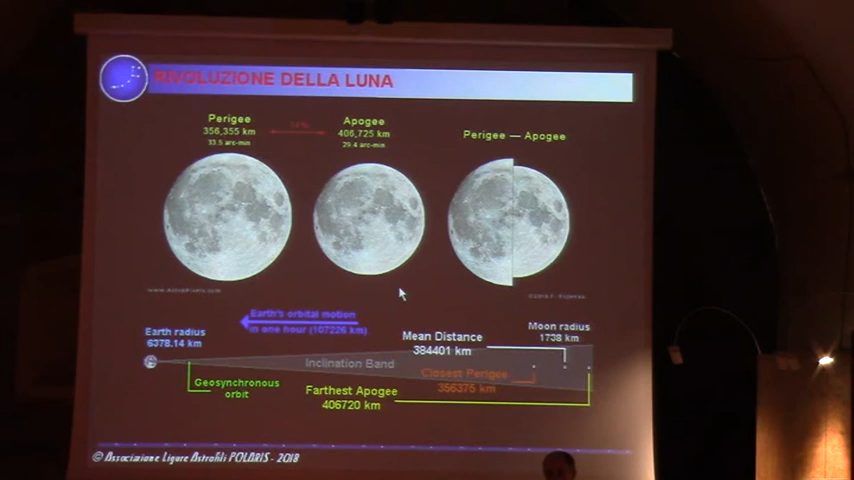 RIVOLUZIONE DELLA LUNA
Perigee
356,355 km
33.5 arc-min
Apogee
406,725 km
29.4 arc-min
Perigee — Apogee
www.AstroPixels.com
Earth's orbital motion
in one hour (107226 km)
Earth radius
6378.14 km
Mean Distance
384401 km
Moon radius
1738 km
Inclination Band
Closest Perigee
356375 km
Geosynchronous
orbit
Farthest Apogee
406720 km
© Associazione Ligure Astrofili POLARIS - 2018